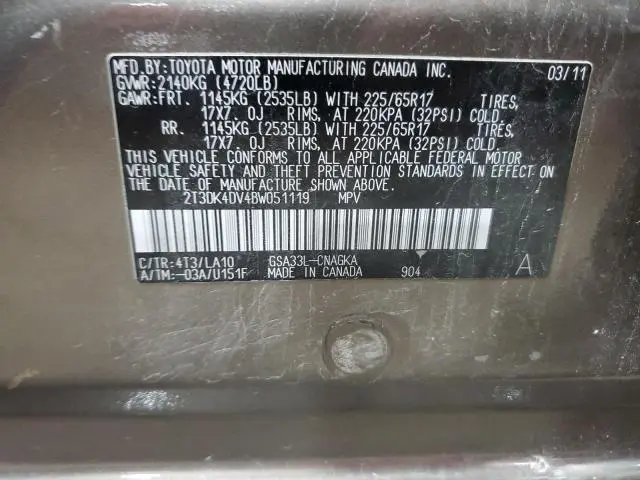 MFD.BY:TOYOTA MOTOR MANUFACTURING CANADA INC. 03/11
GVWR:2140KG (4720LB)
GAWR:FRT. 1145KG (2535LB) WITH 225/65R17 TIRES,
17X7.0J RIMS, AT 220KPA (32PSI) COLD.
RR. 1145KG (2535LB) WITH 225/65R17 TIRES,
17X7.0J RIMS, AT 220KPA (32PSI) COLD.
THIS VEHICLE CONFORMS TO ALL APPLICABLE FEDERAL MOTOR
VEHICLE SAFETY AND THEFT PREVENTION STANDARDS IN EFFECT ON
THE DATE OF MANUFACTURE SHOWN ABOVE.
2T3DK4DV4BW051119 MPV
C/TR:4T3/LA10 GSA33L-CNAGKA
A/TM:-03A/U151F MADE IN CANADA 904 A